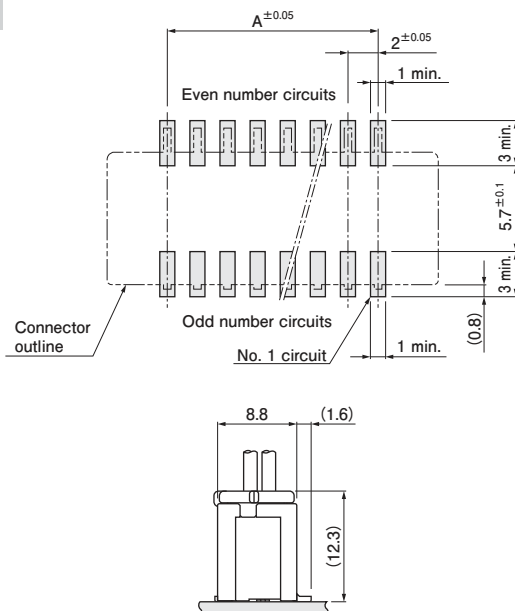 A±0.05
2±0.05
1 min.
Even number circuits
3 min.
5.7±0.1
3 min.
(0.8)
Odd number circuits
Connector
outline
No. 1 circuit
1 min.
8.8
(1.6)
(12.3)